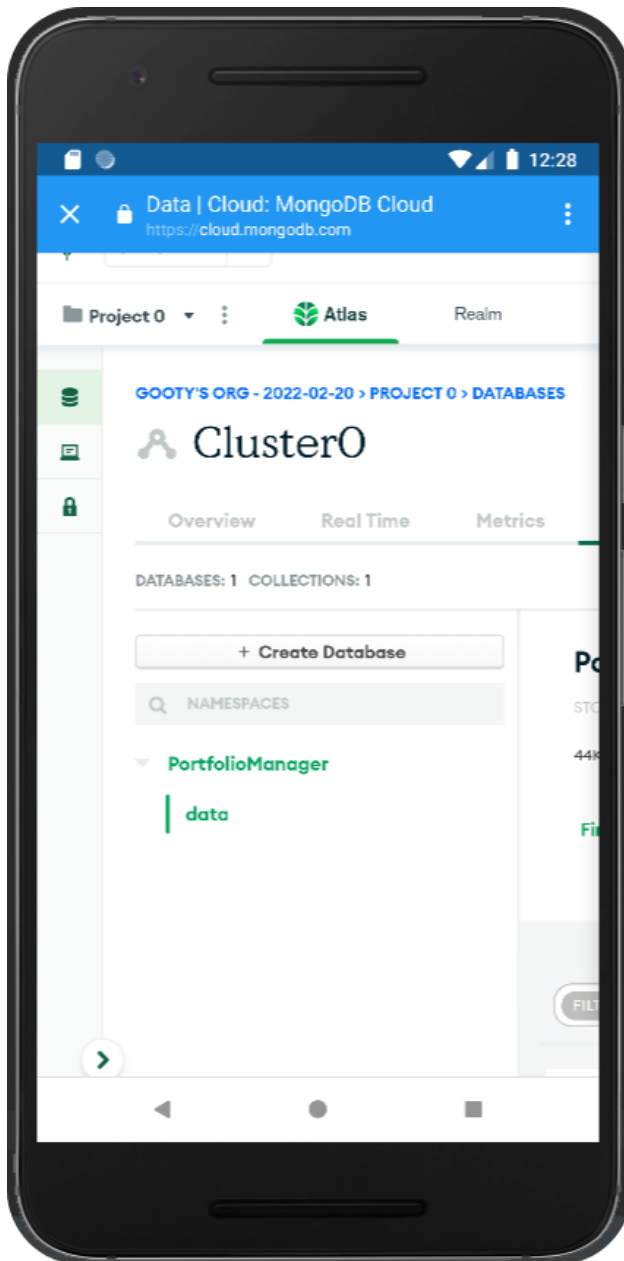 12:28
Data | Cloud: MongoDB Cloud
https://cloud.mongodb.com
Project 0
Atlas
Realm
GOOTY'S ORG - 2022-02-20 > PROJECT 0 > DATABASES
Cluster0
Overview
Real Time
Metrics
DATABASES: 1 COLLECTIONS: 1
+ Create Database
NAMESPACES
PortfolioManager
data